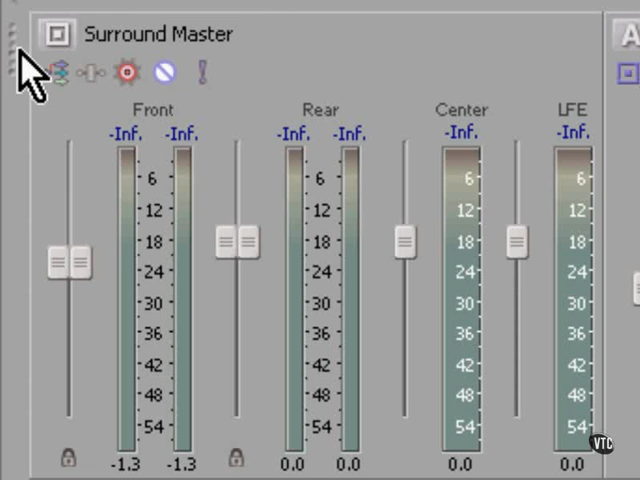 Surround Master
A
Front Rear Center LFE
-Inf. -Inf. -Inf. -Inf. -Inf. -Inf.
6 6 6 6
12 12 12 12
18 18 18 18
24 24 24 24
30 30 30 30
36 36 36 36
42 42 42 42
48 48 48 48
54 54 54 54
VTC
-1.3 -1.3 0.0 0.0 0.0 0.0